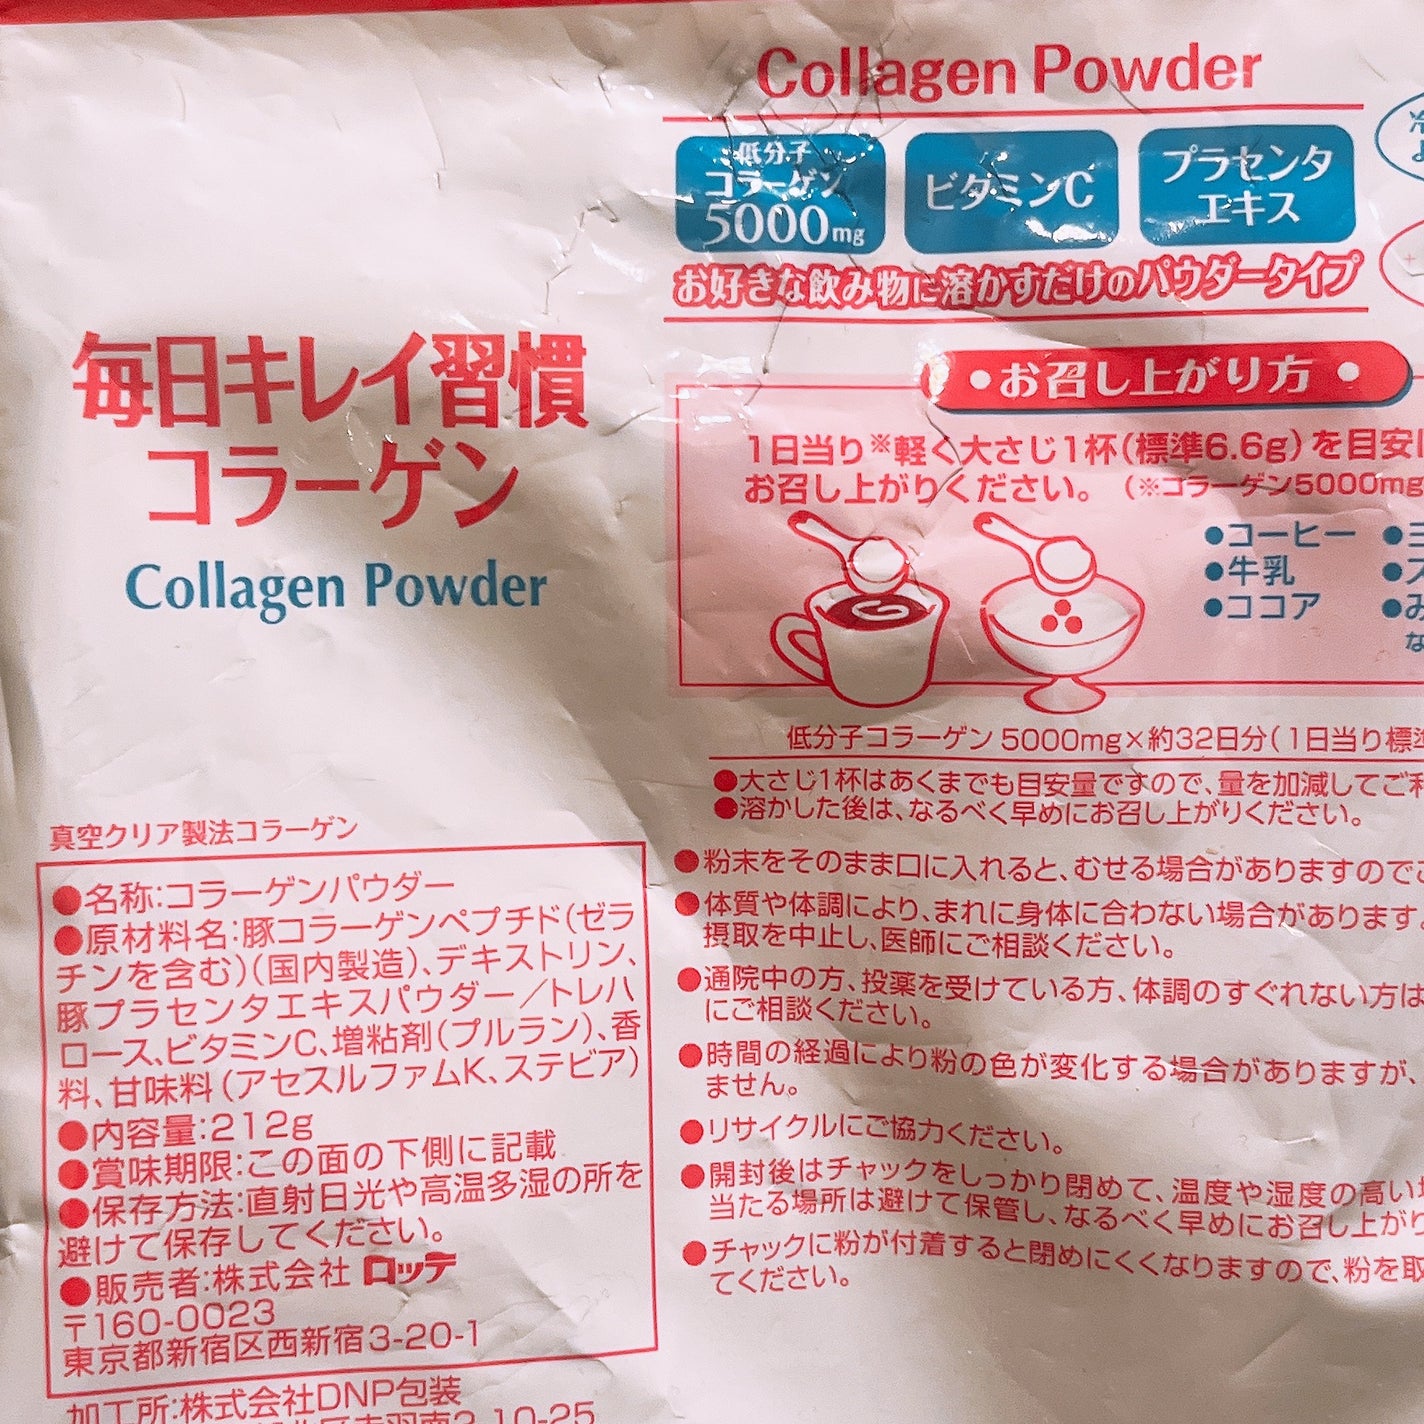 Collagen Powder
低分子
コラーゲン
5000mg
ビタミンC
プラセンタ
エキス
お好きな飲み物に溶かすだけのパウダータイプ
毎日キレイ習慣
コラーゲン
Collagen Powder
●お召し上がり方●
1日当り※軽く大さじ1杯(標準6.6g)を目安に
お召し上がりください。(※コラーゲン5000mg
●コーヒー
●牛乳
●ココア
低分子コラーゲン 5000mg×約32日分(1日当り標準
●大さじ1杯はあくまでも目安量ですので、量を加減してご利
●溶かした後は、なるべく早めにお召し上がりください。
●粉末をそのまま口に入れると、むせる場合がありますのでご
●体質や体調により、まれに身体に合わない場合があります。
摂取を中止し、医師にご相談ください。
●通院中の方、投薬を受けている方、体調のすぐれない方は
にご相談ください。
●時間の経過により粉の色が変化する場合がありますが、
ません。
●リサイクルにご協力ください。
●開封後はチャックをしっかり閉めて、温度や湿度の高い場
当たる場所は避けて保管し、なるべく早めにお召し上がり
●チャックに粉が付着すると閉めにくくなりますので、粉を取
てください。
真空クリア製法コラーゲン
●名称:コラーゲンパウダー
●原材料名:豚コラーゲンペプチド(ゼラ
チンを含む)(国内製造)、デキストリン、
豚プラセンタエキスパウダー/トレハ
ロース、ビタミンC、増粘剤(プルラン)、香
料、甘味料(アセスルファムK、ステビア)
●内容量:212g
●賞味期限:この面の下側に記載
●保存方法:直射日光や高温多湿の所を
避けて保存してください。
●販売者:株式会社 ロッテ
〒160-0023
東京都新宿区西新宿3-20-1
加工所:株式会社DNP包装
2-10-25